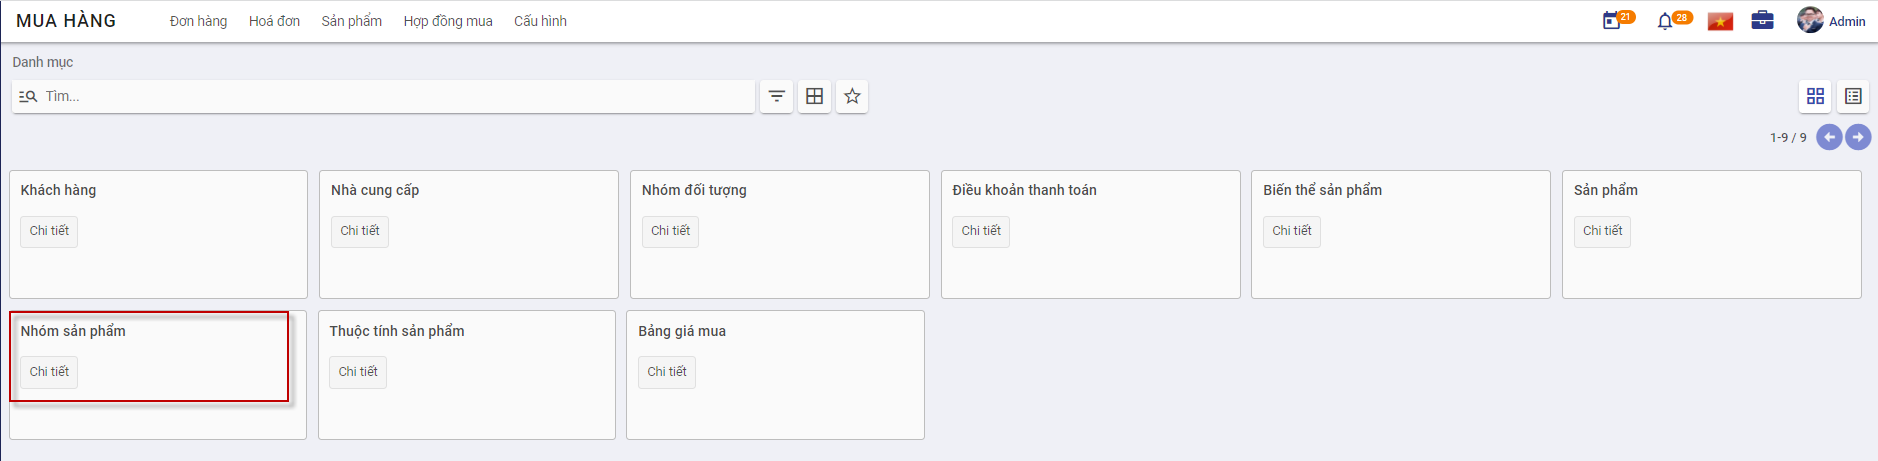 MUA HÀNG Đơn hàng Hoá đơn Sản phẩm Hợp đồng mua Cấu hình 21 28 Admin
Danh mục
Tìm...
1-9 / 9
Khách hàng Nhà cung cấp Nhóm đối tượng Điều khoản thanh toán Biến thể sản phẩm Sản phẩm
Chi tiết Chi tiết Chi tiết Chi tiết Chi tiết Chi tiết
Nhóm sản phẩm Thuộc tính sản phẩm Bảng giá mua
Chi tiết Chi tiết Chi tiết